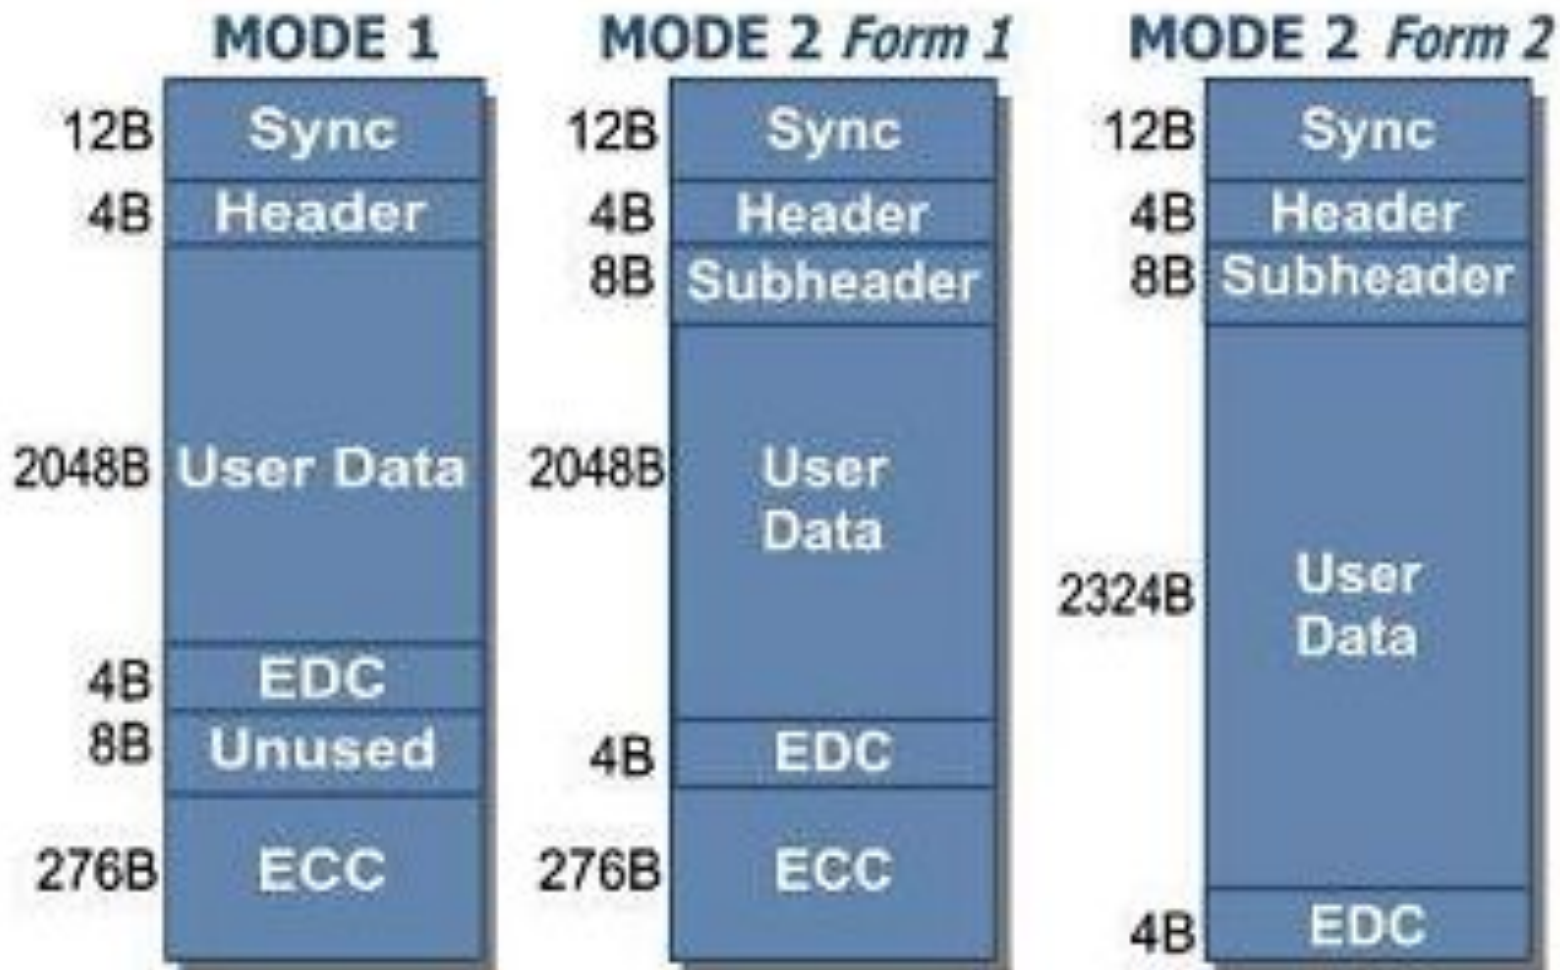 MODE 1
12B Sync
4B Header
2048B User Data
4B EDC
8B Unused
276B ECC
MODE 2 Form 1
12B Sync
4B Header
8B Subheader
2048B User
Data
4B EDC
276B ECC
MODE 2 Form 2
12B Sync
4B Header
8B Subheader
2324B User
Data
4B EDC